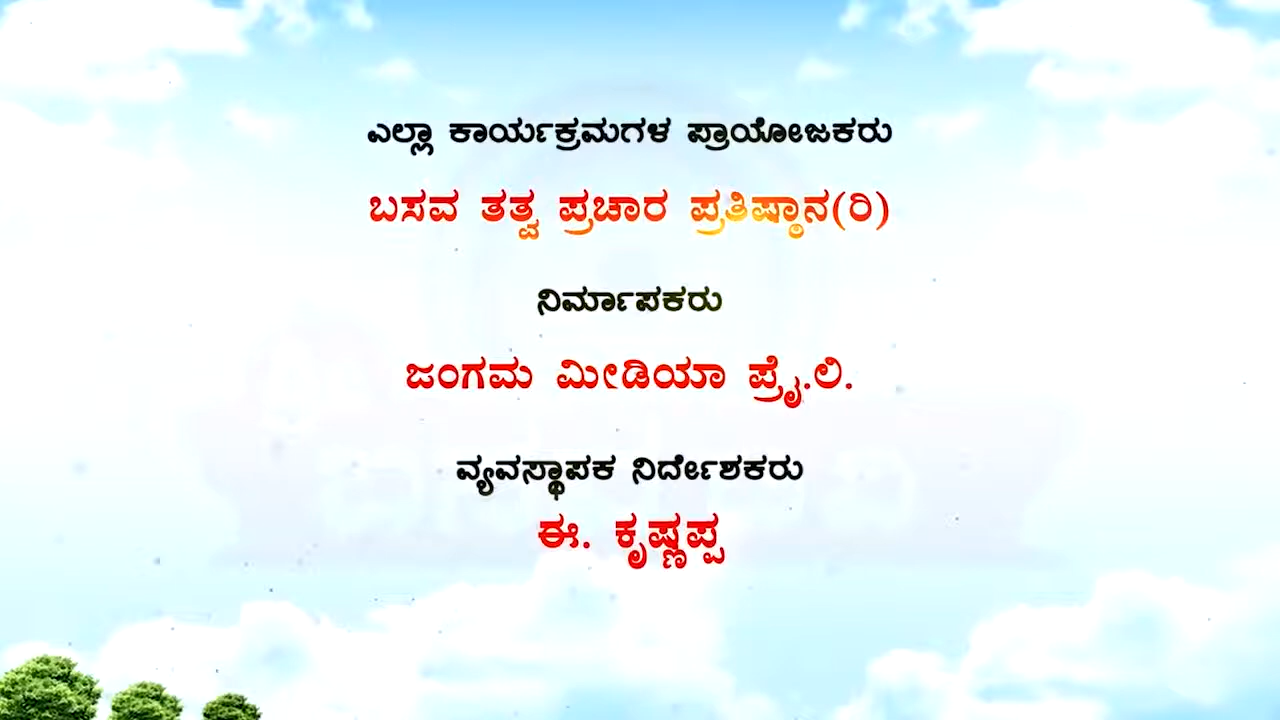 ಎಲ್ಲಾ ಕಾರ್ಯಕ್ರಮಗಳ ಪ್ರಾಯೋಜಕರು
ಬಸವ ತತ್ವ ಪ್ರಚಾರ ಪ್ರತಿಷ್ಠಾನ(ರಿ)
ನಿರ್ಮಾಪಕರು
ಜಂಗಮ ಮೀಡಿಯಾ ಪ್ರೈ.ಲಿ.
ವ್ಯವಸ್ಥಾಪಕ ನಿರ್ದೇಶಕರು
ಈ. ಕೃಷ್ಣಪ್ಪ